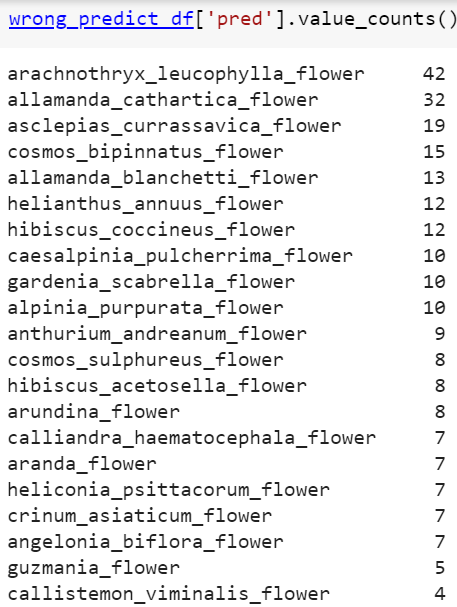 wrong_predict_df['pred'].value_counts()
arachnothryx_leucophylla_flower 42
allamanda_cathartica_flower 32
asclepias_currassavica_flower 19
cosmos_bipinnatus_flower 15
allamanda_blanchetti_flower 13
helianthus_annuus_flower 12
hibiscus_coccineus_flower 12
caesalpinia_pulcherrima_flower 10
gardenia_scabrella_flower 10
alpinia_purpurata_flower 10
anthurium_andreanum_flower 9
cosmos_sulphureus_flower 8
hibiscus_acetosella_flower 8
arundina_flower 8
calliandra_haematocephala_flower 7
aranda_flower 7
heliconia_psittacorum_flower 7
crinum_asiaticum_flower 7
angelonia_biflora_flower 7
guzmania_flower 5
callistemon_viminalis_flower 4